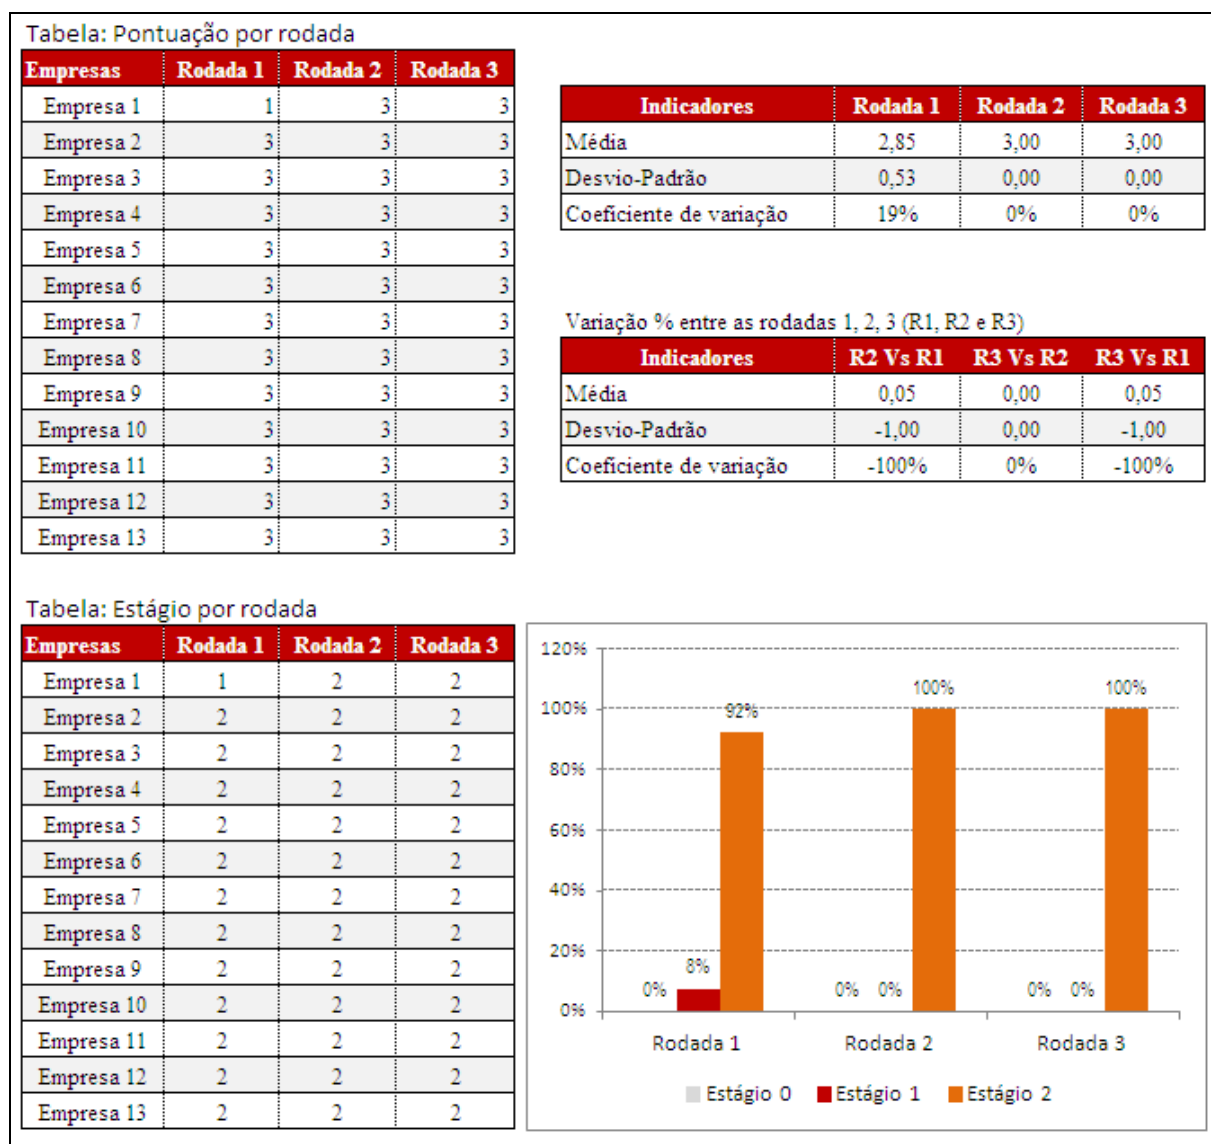 Tabela: Pontuação por rodada
Empresas Rodada 1 Rodada 2 Rodada 3
Empresa 1 1 3 3
Empresa 2 3 3 3
Empresa 3 3 3 3
Empresa 4 3 3 3
Empresa 5 3 3 3
Empresa 6 3 3 3
Empresa 7 3 3 3
Empresa 8 3 3 3
Empresa 9 3 3 3
Empresa 10 3 3 3
Empresa 11 3 3 3
Empresa 12 3 3 3
Empresa 13 3 3 3
Indicadores Rodada 1 Rodada 2 Rodada 3
Média 2,85 3,00 3,00
Desvio-Padrão 0,53 0,00 0,00
Coeficiente de variação 19% 0% 0%
Variação % entre as rodadas 1, 2, 3 (R1, R2 e R3)
Indicadores R2 Vs R1 R3 Vs R2 R3 Vs R1
Média 0,05 0,00 0,05
Desvio-Padrão -1,00 0,00 -1,00
Coeficiente de variação -100% 0% -100%
Tabela: Estágio por rodada
Empresas Rodada 1 Rodada 2 Rodada 3
Empresa 1 1 2 2
Empresa 2 2 2 2
Empresa 3 2 2 2
Empresa 4 2 2 2
Empresa 5 2 2 2
Empresa 6 2 2 2
Empresa 7 2 2 2
Empresa 8 2 2 2
Empresa 9 2 2 2
Empresa 10 2 2 2
Empresa 11 2 2 2
Empresa 12 2 2 2
Empresa 13 2 2 2
120%
100%
80%
60%
40%
20%
0%
0% 8% 92%
0% 0% 100%
0% 0% 100%
Rodada 1 Rodada 2 Rodada 3
Estágio 0 Estágio 1 Estágio 2